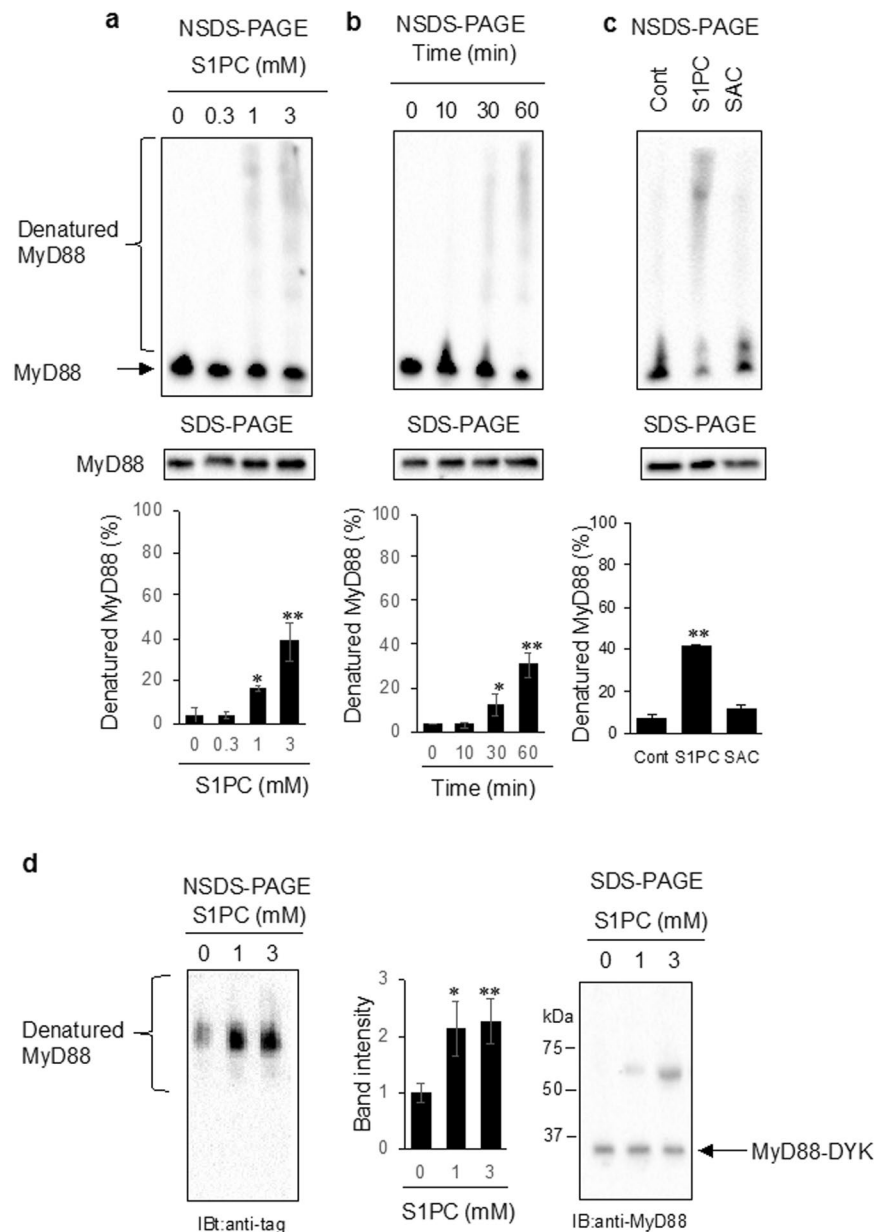 a
NSDS-PAGE
S1PC (mM)
0 0.3 1 3
Denatured
MyD88
MyD88
SDS-PAGE
MyD88
Denatured MyD88 (%)
100
80
60
40
20
0
* **
0 0.3 1 3
S1PC (mM)
b
NSDS-PAGE
Time (min)
0 10 30 60
SDS-PAGE
Denatured MyD88 (%)
100
80
60
40
20
0
* **
0 10 30 60
Time (min)
c
NSDS-PAGE
Cont S1PC SAC
SDS-PAGE
Denatured MyD88 (%)
100
80
60
40
20
0
**
Cont S1PC SAC
d
NSDS-PAGE
S1PC (mM)
0 1 3
Denatured
MyD88
IBt:anti-tag
Band intensity
3
2
1
0
* **
0 1 3
S1PC (mM)
SDS-PAGE
S1PC (mM)
0 1 3
kDa
75
50
37
MyD88-DYK
IB:anti-MyD88